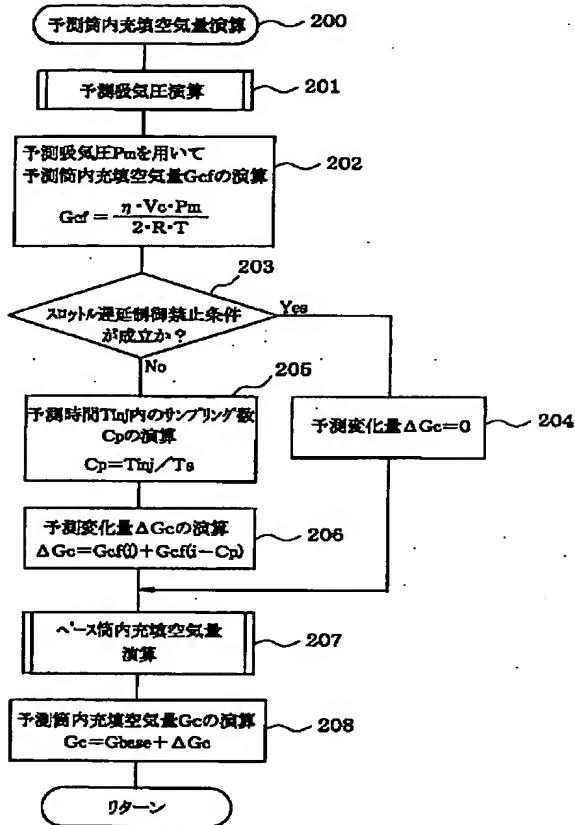 予測筒内充填空気量演算
200
予測吸気圧演算
201
予測吸気圧Pmを用いて
予測筒内充填空気量Gcfの演算
Gcf = η・Vc・Pm
2・R・T
202
203
スロットル遅延制御禁止条件
が成立か?
Yes
No
205
予測時間Tinj内のサンプリング数
Cpの演算
Cp=Tinj/Ts
予測変化量ΔGc=0
204
予測変化量ΔGcの演算
ΔGc=Gcf(i)+Gcf(i-Cp)
206
ベース筒内充填空気量
演算
207
予測筒内充填空気量Gcの演算
Gc=Gbase+ΔGc
208
リターン